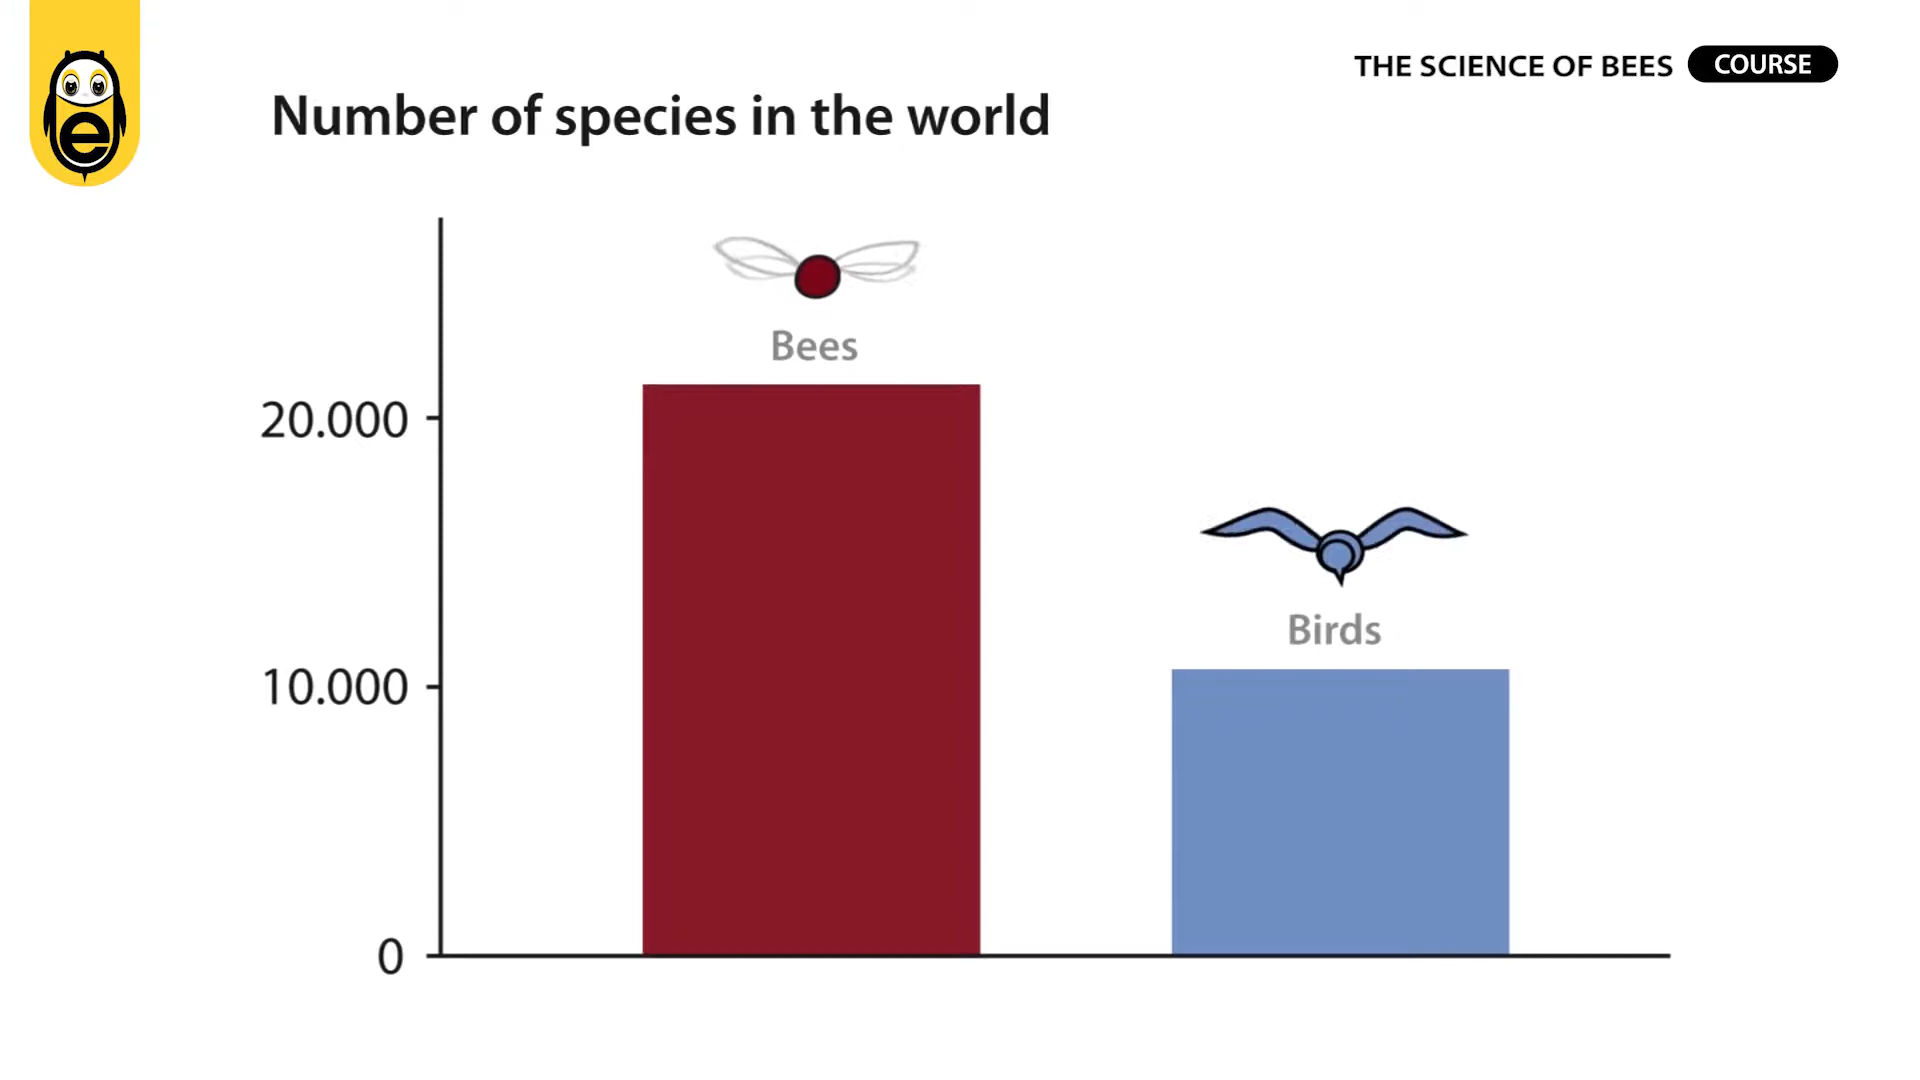 THE SCIENCE OF BEES COURSE
Number of species in the world
e
Bees
20.000
Birds
10.000
0